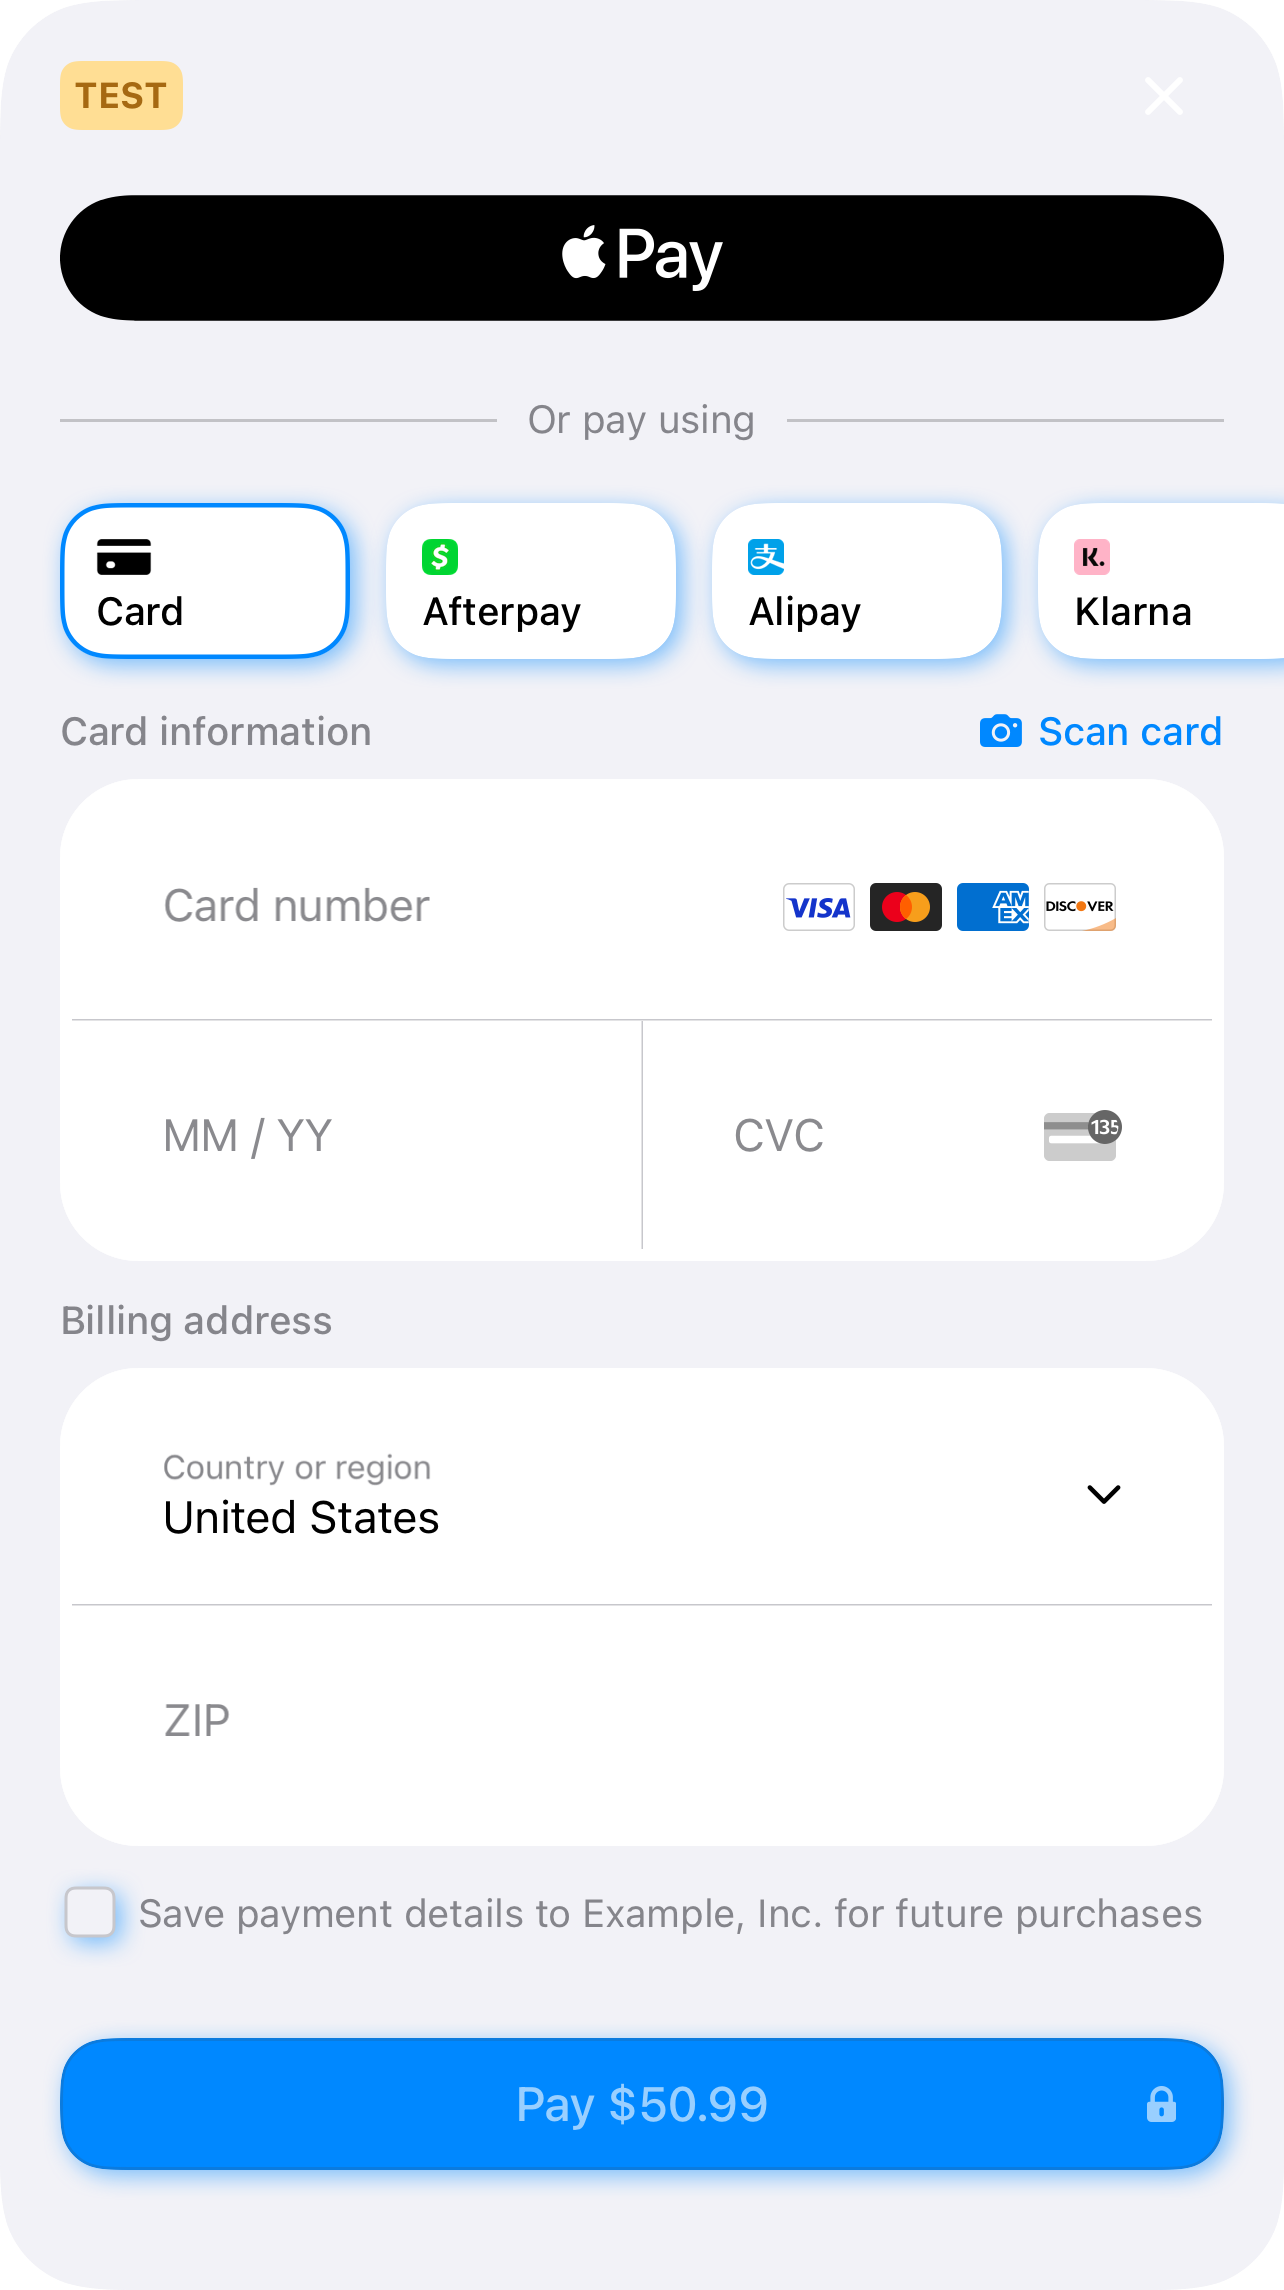 TEST
Pay
Or pay using
Card
Afterpay
支
Alipay
K.
Klarna
Card information
Scan card
Card number
VISA
AM
EX
DISCOVER
MM / YY
CVC
135
Billing address
Country or region
United States
ZIP
Save payment details to Example, Inc. for future purchases
Pay $50.99